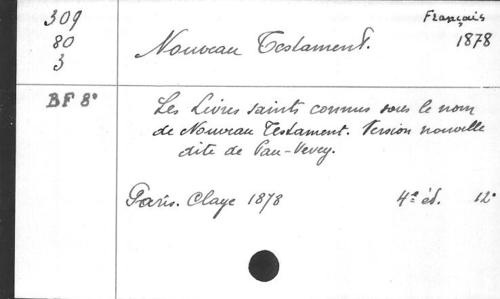 309
80
3
Français
1878
Nouveau Testament.
BF 8°
Les Livres saints connus sous le nom
de Nouveau Testament. Version nouvelle
dite de Pau-Vevey.
Paris. Claye 1878 4e éd. 12°